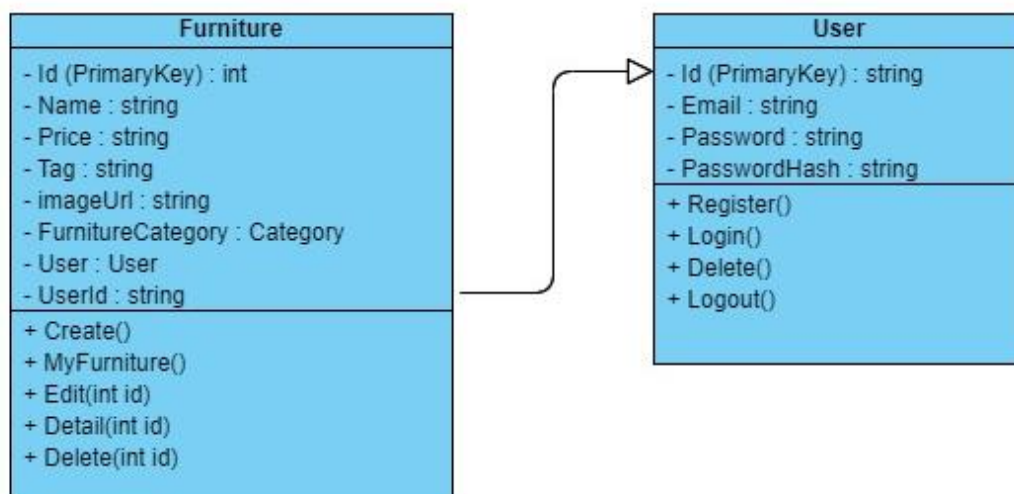 Furniture
- Id (PrimaryKey) : int
- Name : string
- Price : string
- Tag : string
- imageUrl : string
- FurnitureCategory : Category
- User : User
- UserId : string
+ Create()
+ MyFurniture()
+ Edit(int id)
+ Detail(int id)
+ Delete(int id)
User
- Id (PrimaryKey) : string
- Email : string
- Password : string
- PasswordHash : string
+ Register()
+ Login()
+ Delete()
+ Logout()